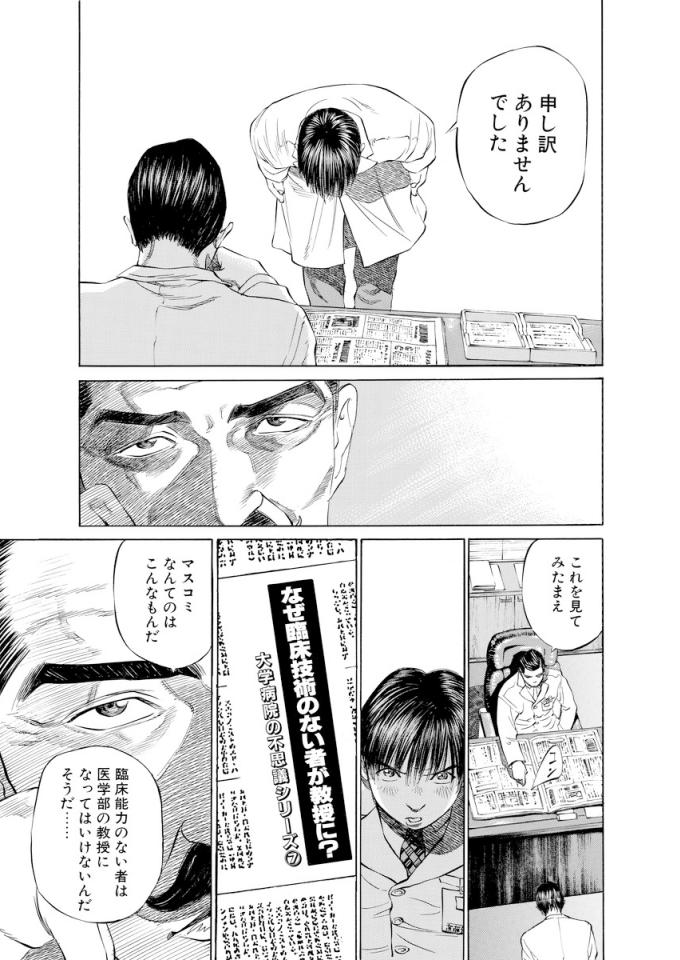 申し訳
ありません
でした
これを見て
みたまえ
コン
なぜ臨床技術のない者が教授に?
大学病院の不思議シリーズ⑦
マスコミ
なんてのは
こんなもんだ
臨床能力のない者は
医学部の教授に
なってはいけないんだ
そうだ……